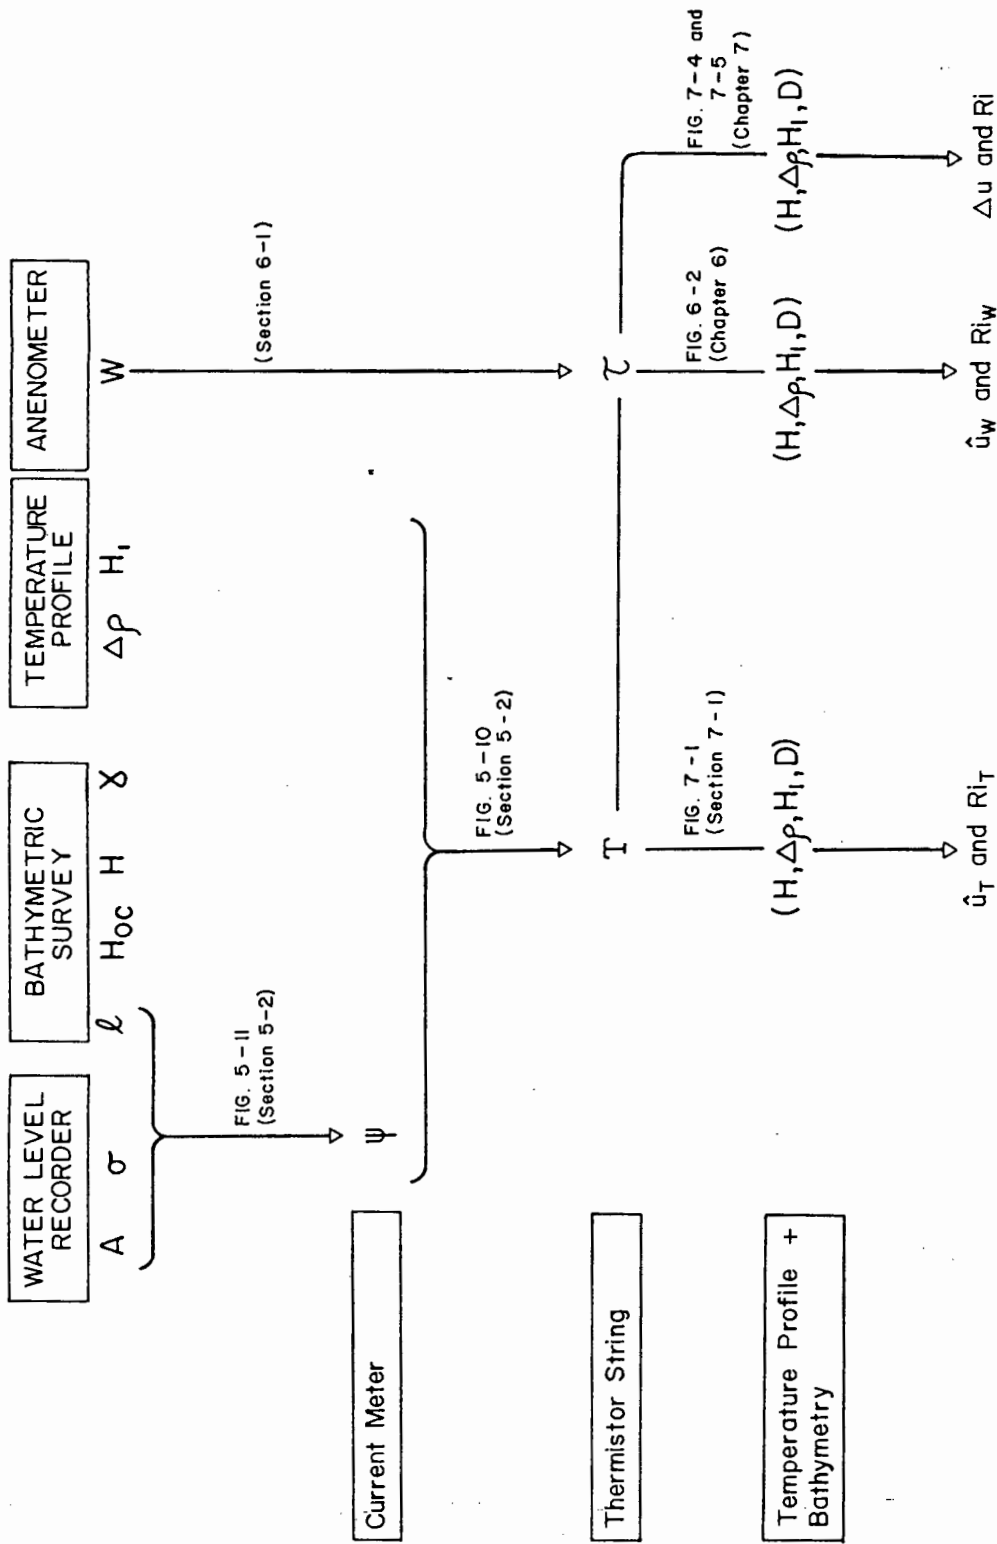 WATER LEVEL
RECORDER
BATHYMETRIC
SURVEY
TEMPERATURE
PROFILE
ANENOMETER
A σ ℓ H_OC H γ Δρ H₁ W
FIG. 5-11
(Section 5-2)
(Section 6-1)
Current Meter
ψ
FIG. 5-10
(Section 5-2)
Thermistor String
T τ
FIG. 7-1
(Section 7-1)
FIG. 6-2
(Chapter 6)
FIG. 7-4 and
7-5
(Chapter 7)
Temperature Profile +
Bathymetry
(H,Δρ,H₁,D)
(H,Δρ,H₁,D)
(H,Δρ,H₁,D)
û_T and Ri_T
û_W and Ri_W
Δu and Ri